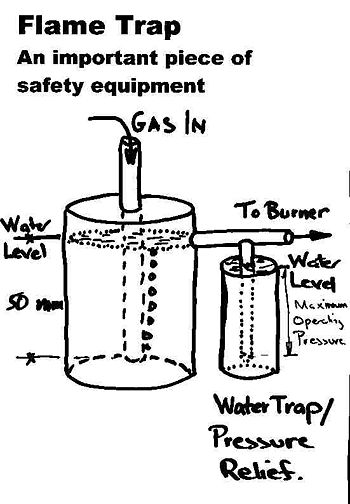 Flame Trap
An important piece of
safety equipment
GAS IN
Water
Level
To Burner
50 mm
Water
Level
Maximum
Operating
Pressure
Water Trap/
Pressure
Relief.